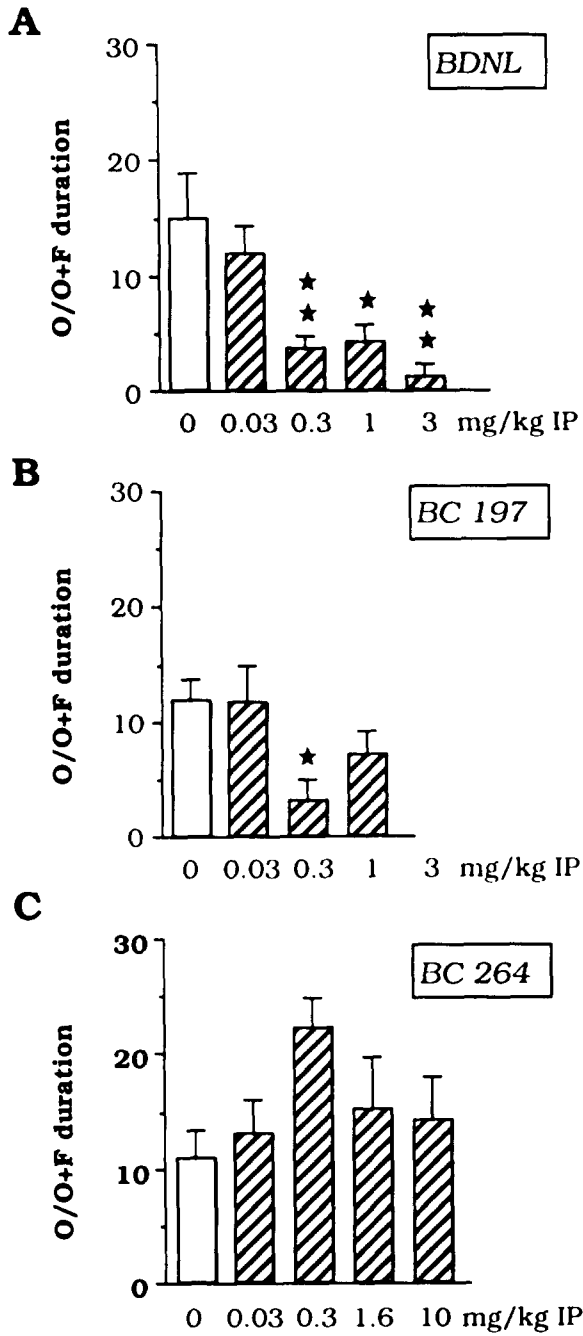 A
BDNL
O/O+F duration
30
20
10
0
0 0.03 0.3 1 3 mg/kg IP
B
BC 197
O/O+F duration
30
20
10
0
0 0.03 0.3 1 3 mg/kg IP
C
BC 264
O/O+F duration
30
20
10
0
0 0.03 0.3 1.6 10 mg/kg IP